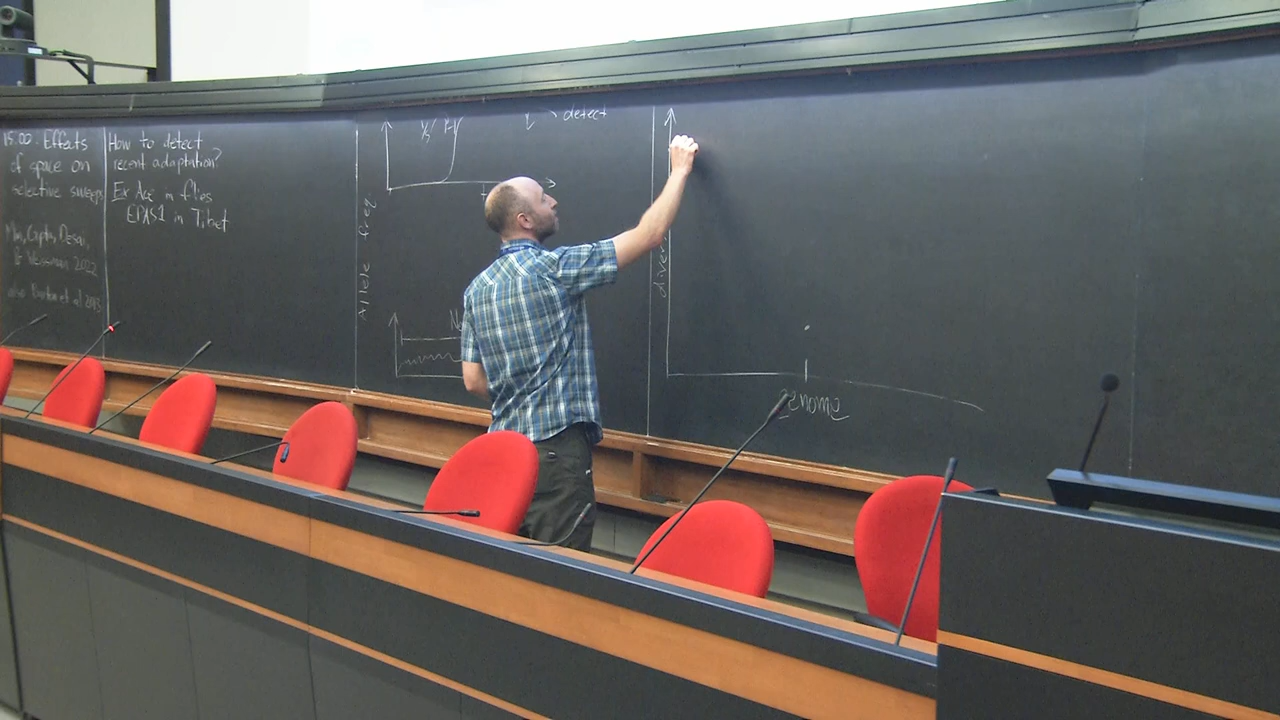 15.00. Effects
of space on
selective sweeps
Min, Gupta, Desai,
& Weissman 2022
also Barton et al 2013
How to detect
recent adaptation?
Ex Ace in flies
EPAS1 in Tibet
Allele freq
detect
diver
genome